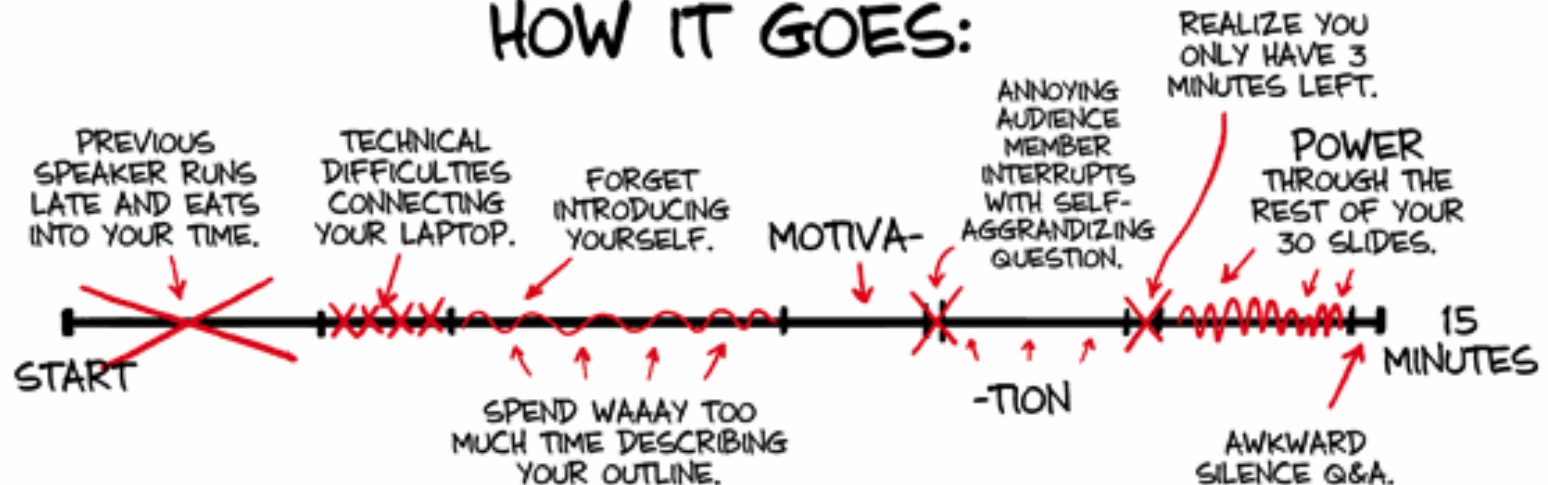 HOW IT GOES:
PREVIOUS
SPEAKER RUNS
LATE AND EATS
INTO YOUR TIME.
TECHNICAL
DIFFICULTIES
CONNECTING
YOUR LAPTOP.
FORGET
INTRODUCING
YOURSELF.
MOTIVA-
ANNOYING
AUDIENCE
MEMBER
INTERRUPTS
WITH SELF-
AGGRANDIZING
QUESTION.
REALIZE YOU
ONLY HAVE 3
MINUTES LEFT.
POWER
THROUGH THE
REST OF YOUR
30 SLIDES.
START
SPEND WAAAY TOO
MUCH TIME DESCRIBING
YOUR OUTLINE.
-TION
AWKWARD
SILENCE Q&A.
15
MINUTES